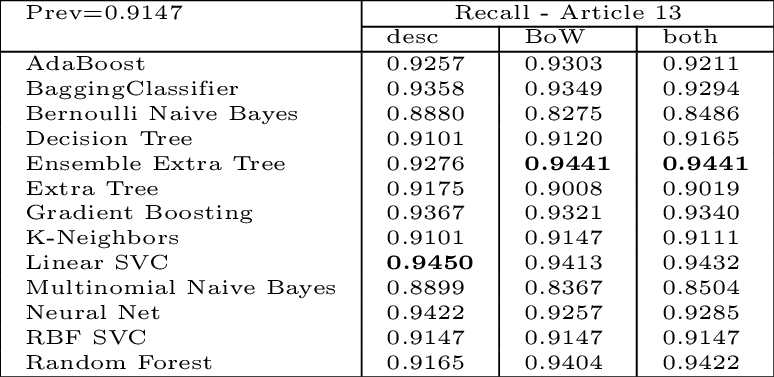 Prev=0.9147 Recall - Article 13
desc BoW both
AdaBoost 0.9257 0.9303 0.9211
BaggingClassifier 0.9358 0.9349 0.9294
Bernoulli Naive Bayes 0.8880 0.8275 0.8486
Decision Tree 0.9101 0.9120 0.9165
Ensemble Extra Tree 0.9276 0.9441 0.9441
Extra Tree 0.9175 0.9008 0.9019
Gradient Boosting 0.9367 0.9321 0.9340
K-Neighbors 0.9101 0.9147 0.9111
Linear SVC 0.9450 0.9413 0.9432
Multinomial Naive Bayes 0.8899 0.8367 0.8504
Neural Net 0.9422 0.9257 0.9285
RBF SVC 0.9147 0.9147 0.9147
Random Forest 0.9165 0.9404 0.9422